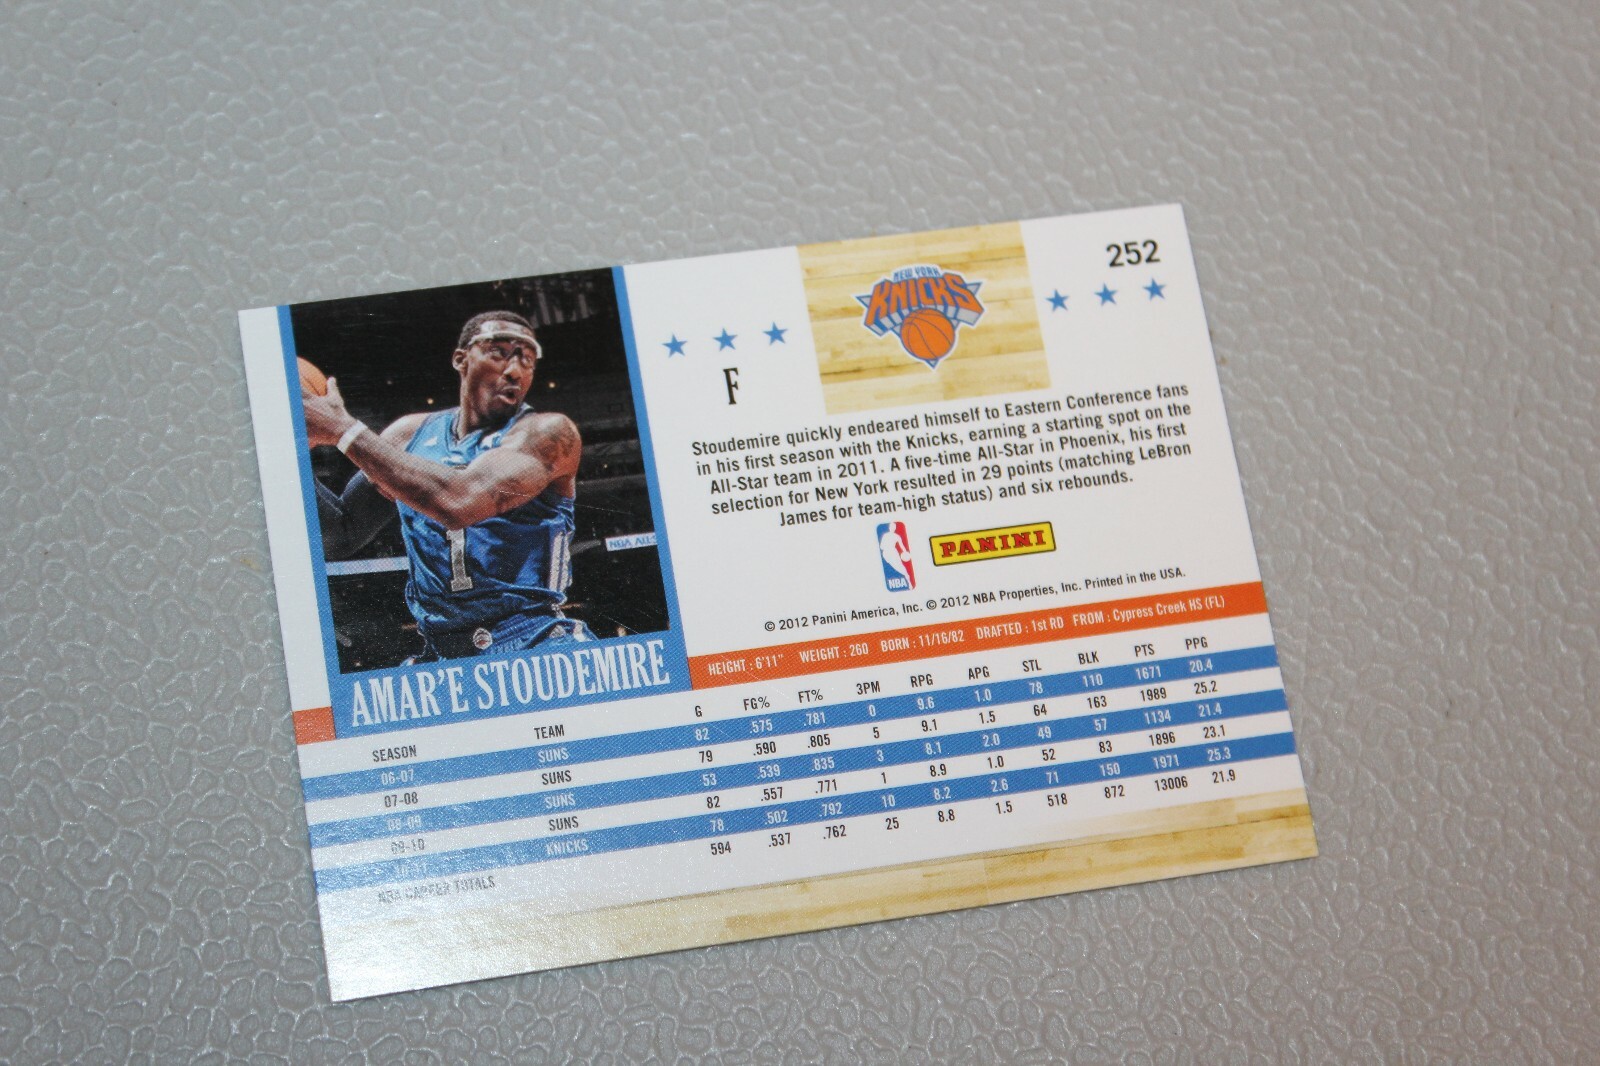 252
NEW YORK
KNICKS
F
Stoudemire quickly endeared himself to Eastern Conference fans
in his first season with the Knicks, earning a starting spot on the
All-Star team in 2011. A five-time All-Star in Phoenix, his first
selection for New York resulted in 29 points (matching LeBron
James for team-high status) and six rebounds.
1
NBA ALL-S
NBA
PANINI
© 2012 Panini America, Inc. © 2012 NBA Properties, Inc. Printed in the USA.
HEIGHT : 6'11" WEIGHT : 260 BORN : 11/16/82 DRAFTED : 1st RD FROM : Cypress Creek HS (FL)
AMAR'E STOUDEMIRE
SEASON TEAM G FG% FT% 3PM RPG APG STL BLK PTS PPG
06-07 SUNS 82 .575 .781 0 9.6 1.0 78 110 1671 20.4
07-08 SUNS 79 .590 .805 5 9.1 1.5 64 163 1989 25.2
08-09 SUNS 53 .539 .835 3 8.1 2.0 49 57 1134 21.4
09-10 SUNS 82 .557 .771 1 8.9 1.0 52 83 1896 23.1
10-11 KNICKS 78 .502 .792 10 8.2 2.6 71 150 1971 25.3
NBA CAREER TOTALS 594 .537 .762 25 8.8 1.5 518 872 13006 21.9